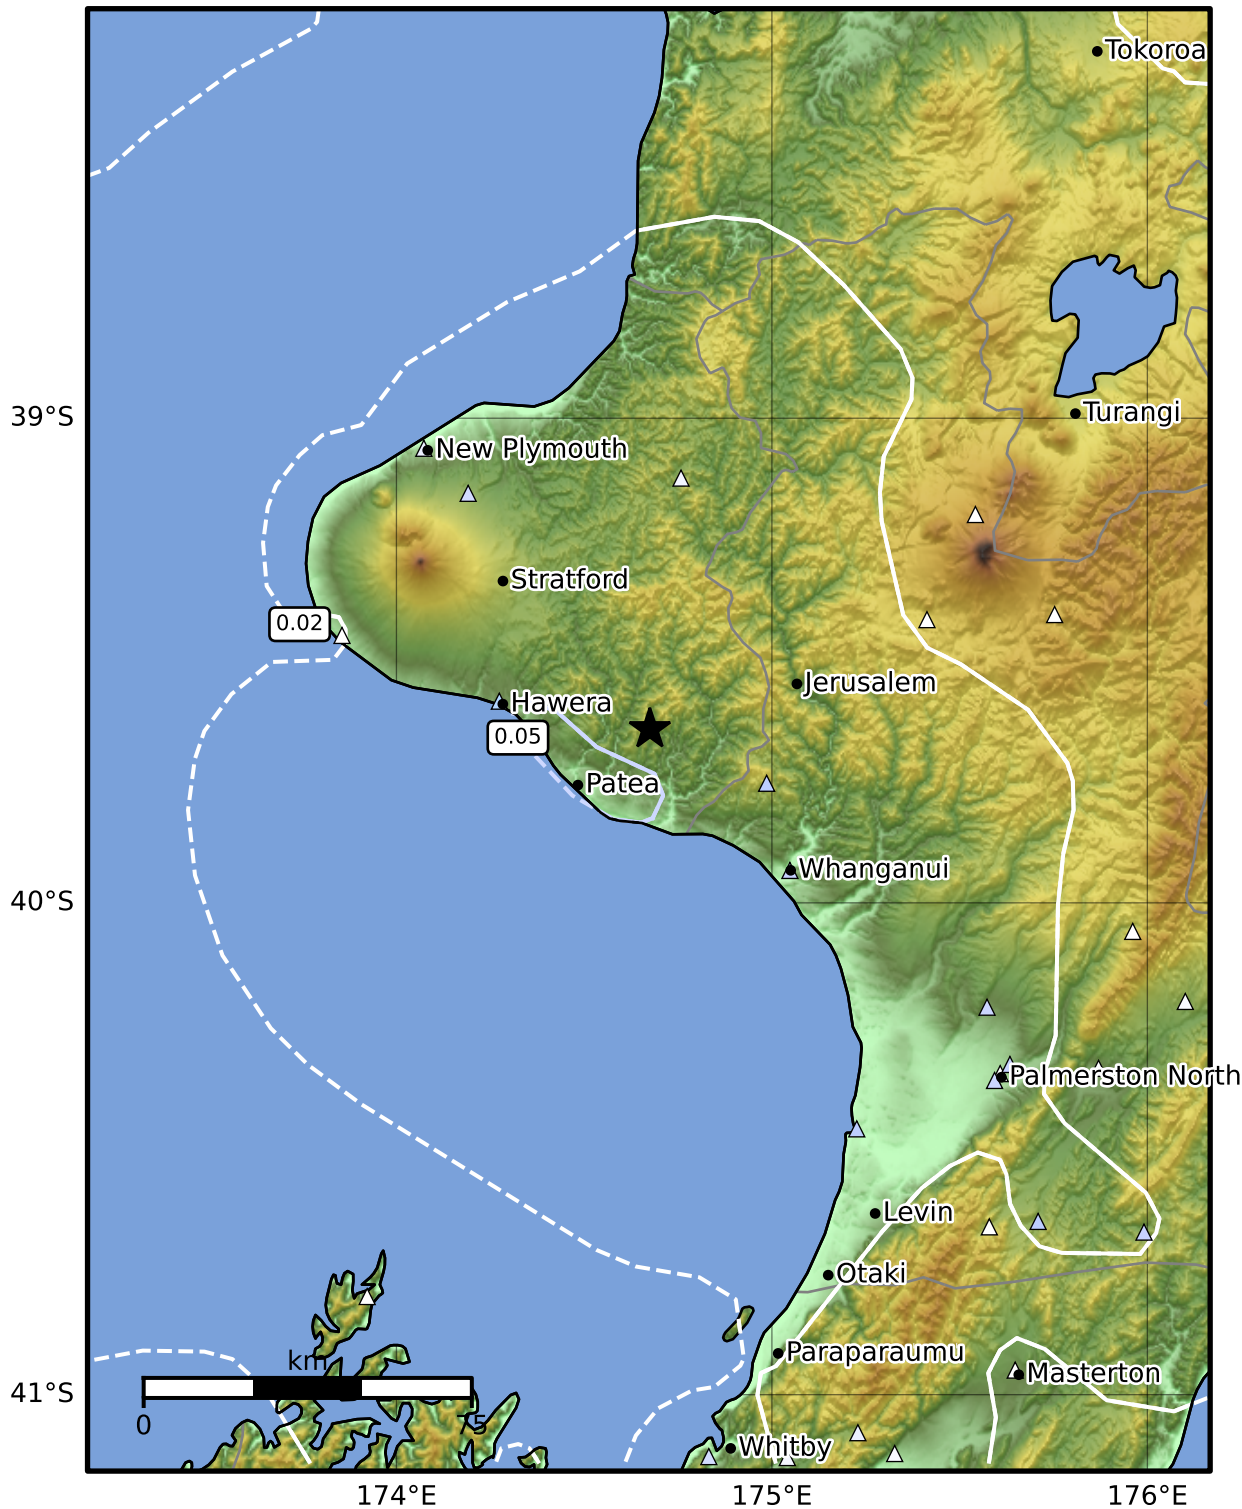 Tokoroa
39°S
Turangi
New Plymouth
Stratford
0.02
Jerusalem
Hawera
0.05
Patea
Whanganui
40°S
Palmerston North
Levin
Otaki
Paraparaumu
km
Masterton
41°S
0
75
Whitby
174°E
175°E
176°E